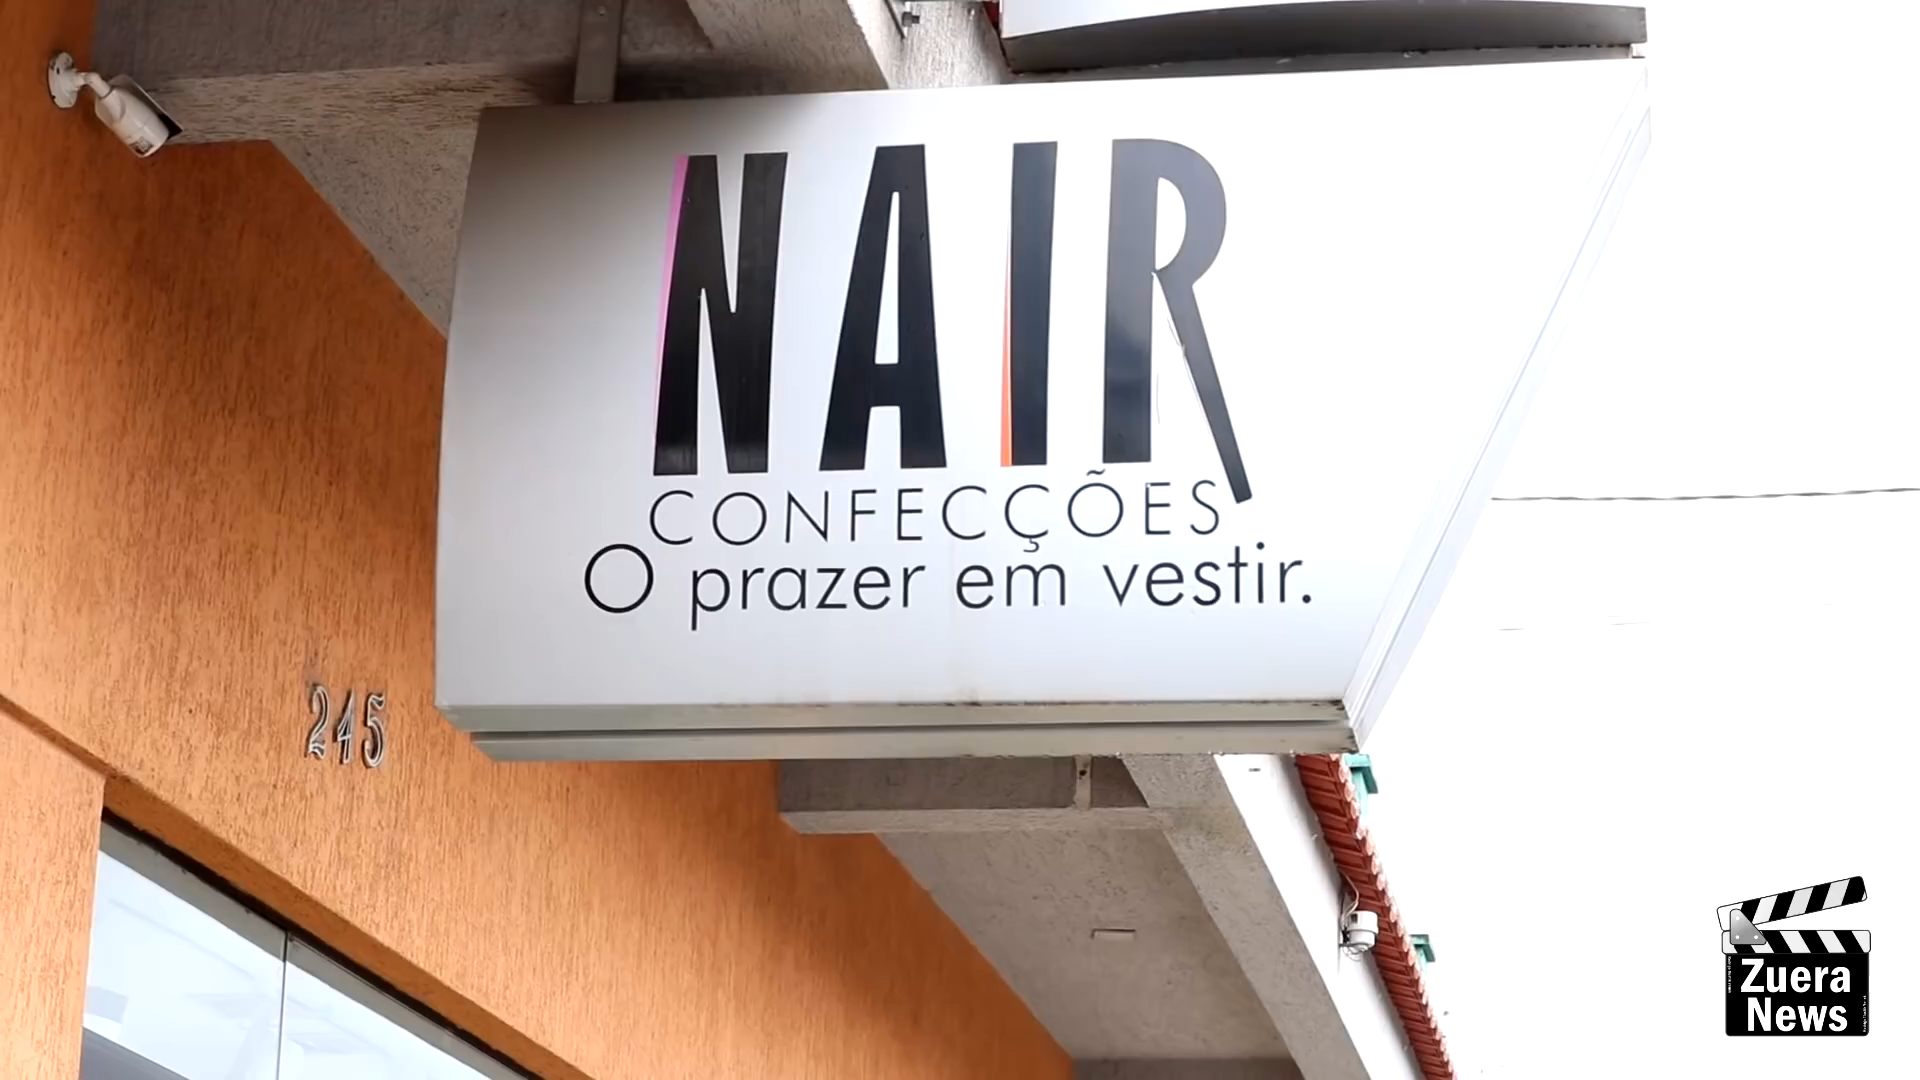 NAIR
CONFECÇÕES
O prazer em vestir.
245
Zuera
News